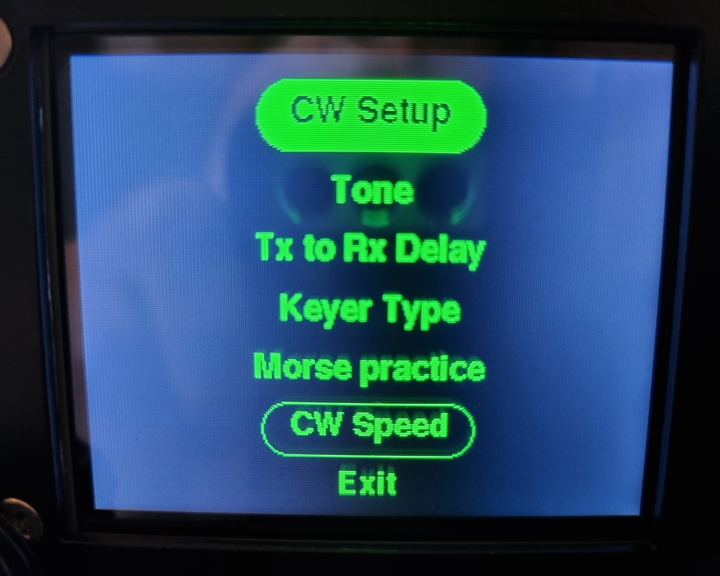 CW Setup
Tone
Tx to Rx Delay
Keyer Type
Morse practice
CW Speed
Exit